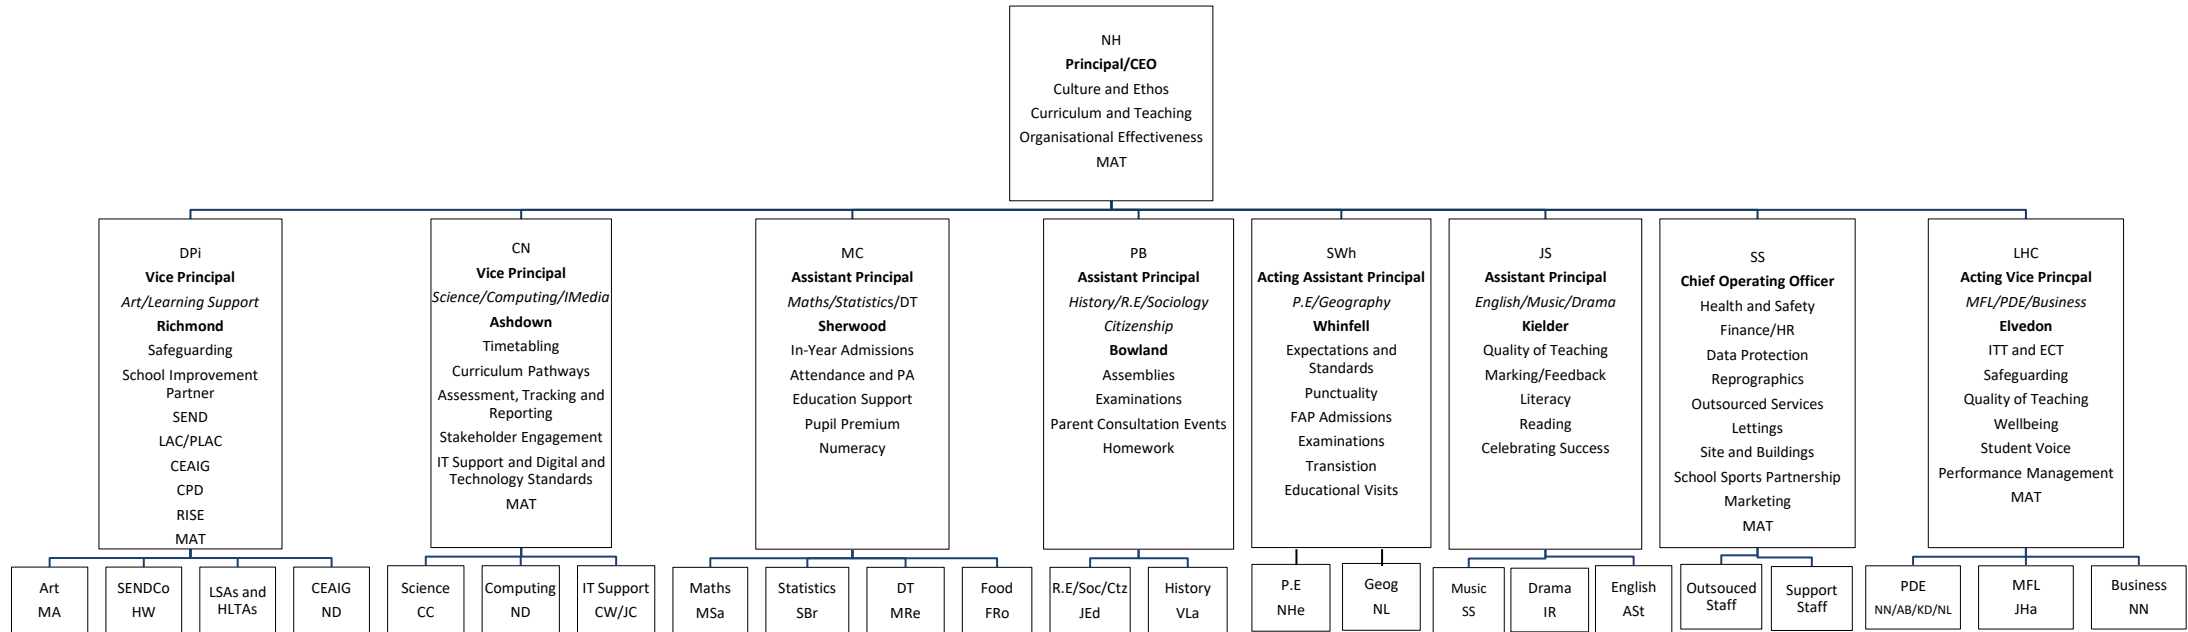 NH
Principal/CEO
Culture and Ethos
Curriculum and Teaching
Organisational Effectiveness
MAT
DPi
Vice Principal
Art/Learning Support
Richmond
Safeguarding
School Improvement
Partner
SEND
LAC/PLAC
CEAIG
CPD
RISE
MAT
CN
Vice Principal
Science/Computing/IMedia
Ashdown
Timetabling
Curriculum Pathways
Assessment, Tracking and
Reporting
Stakeholder Engagement
IT Support and Digital and
Technology Standards
MAT
MC
Assistant Principal
Maths/Statistics/DT
Sherwood
In-Year Admissions
Attendance and PA
Education Support
Pupil Premium
Numeracy
PB
Assistant Principal
History/R.E/Sociology
Citizenship
Bowland
Assemblies
Examinations
Parent Consultation Events
Homework
SWh
Acting Assistant Principal
P.E/Geography
Whinfell
Expectations and
Standards
Punctuality
FAP Admissions
Examinations
Transistion
Educational Visits
JS
Assistant Principal
English/Music/Drama
Kielder
Quality of Teaching
Marking/Feedback
Literacy
Reading
Celebrating Success
SS
Chief Operating Officer
Health and Safety
Finance/HR
Data Protection
Reprographics
Outsourced Services
Lettings
Site and Buildings
School Sports Partnership
Marketing
MAT
LHC
Acting Vice Princpal
MFL/PDE/Business
Elvedon
ITT and ECT
Safeguarding
Quality of Teaching
Wellbeing
Student Voice
Performance Management
MAT
Art
MA
SENDCo
HW
LSAs and
HLTAs
CEAIG
ND
Science
CC
Computing
ND
IT Support
CW/JC
Maths
MSa
Statistics
SBr
DT
MRe
Food
FRo
R.E/Soc/Ctz
JEd
History
VLa
P.E
NHe
Geog
NL
Music
SS
Drama
IR
English
ASt
Outsouced
Staff
Support
Staff
PDE
NN/AB/KD/NL
MFL
JHa
Business
NN